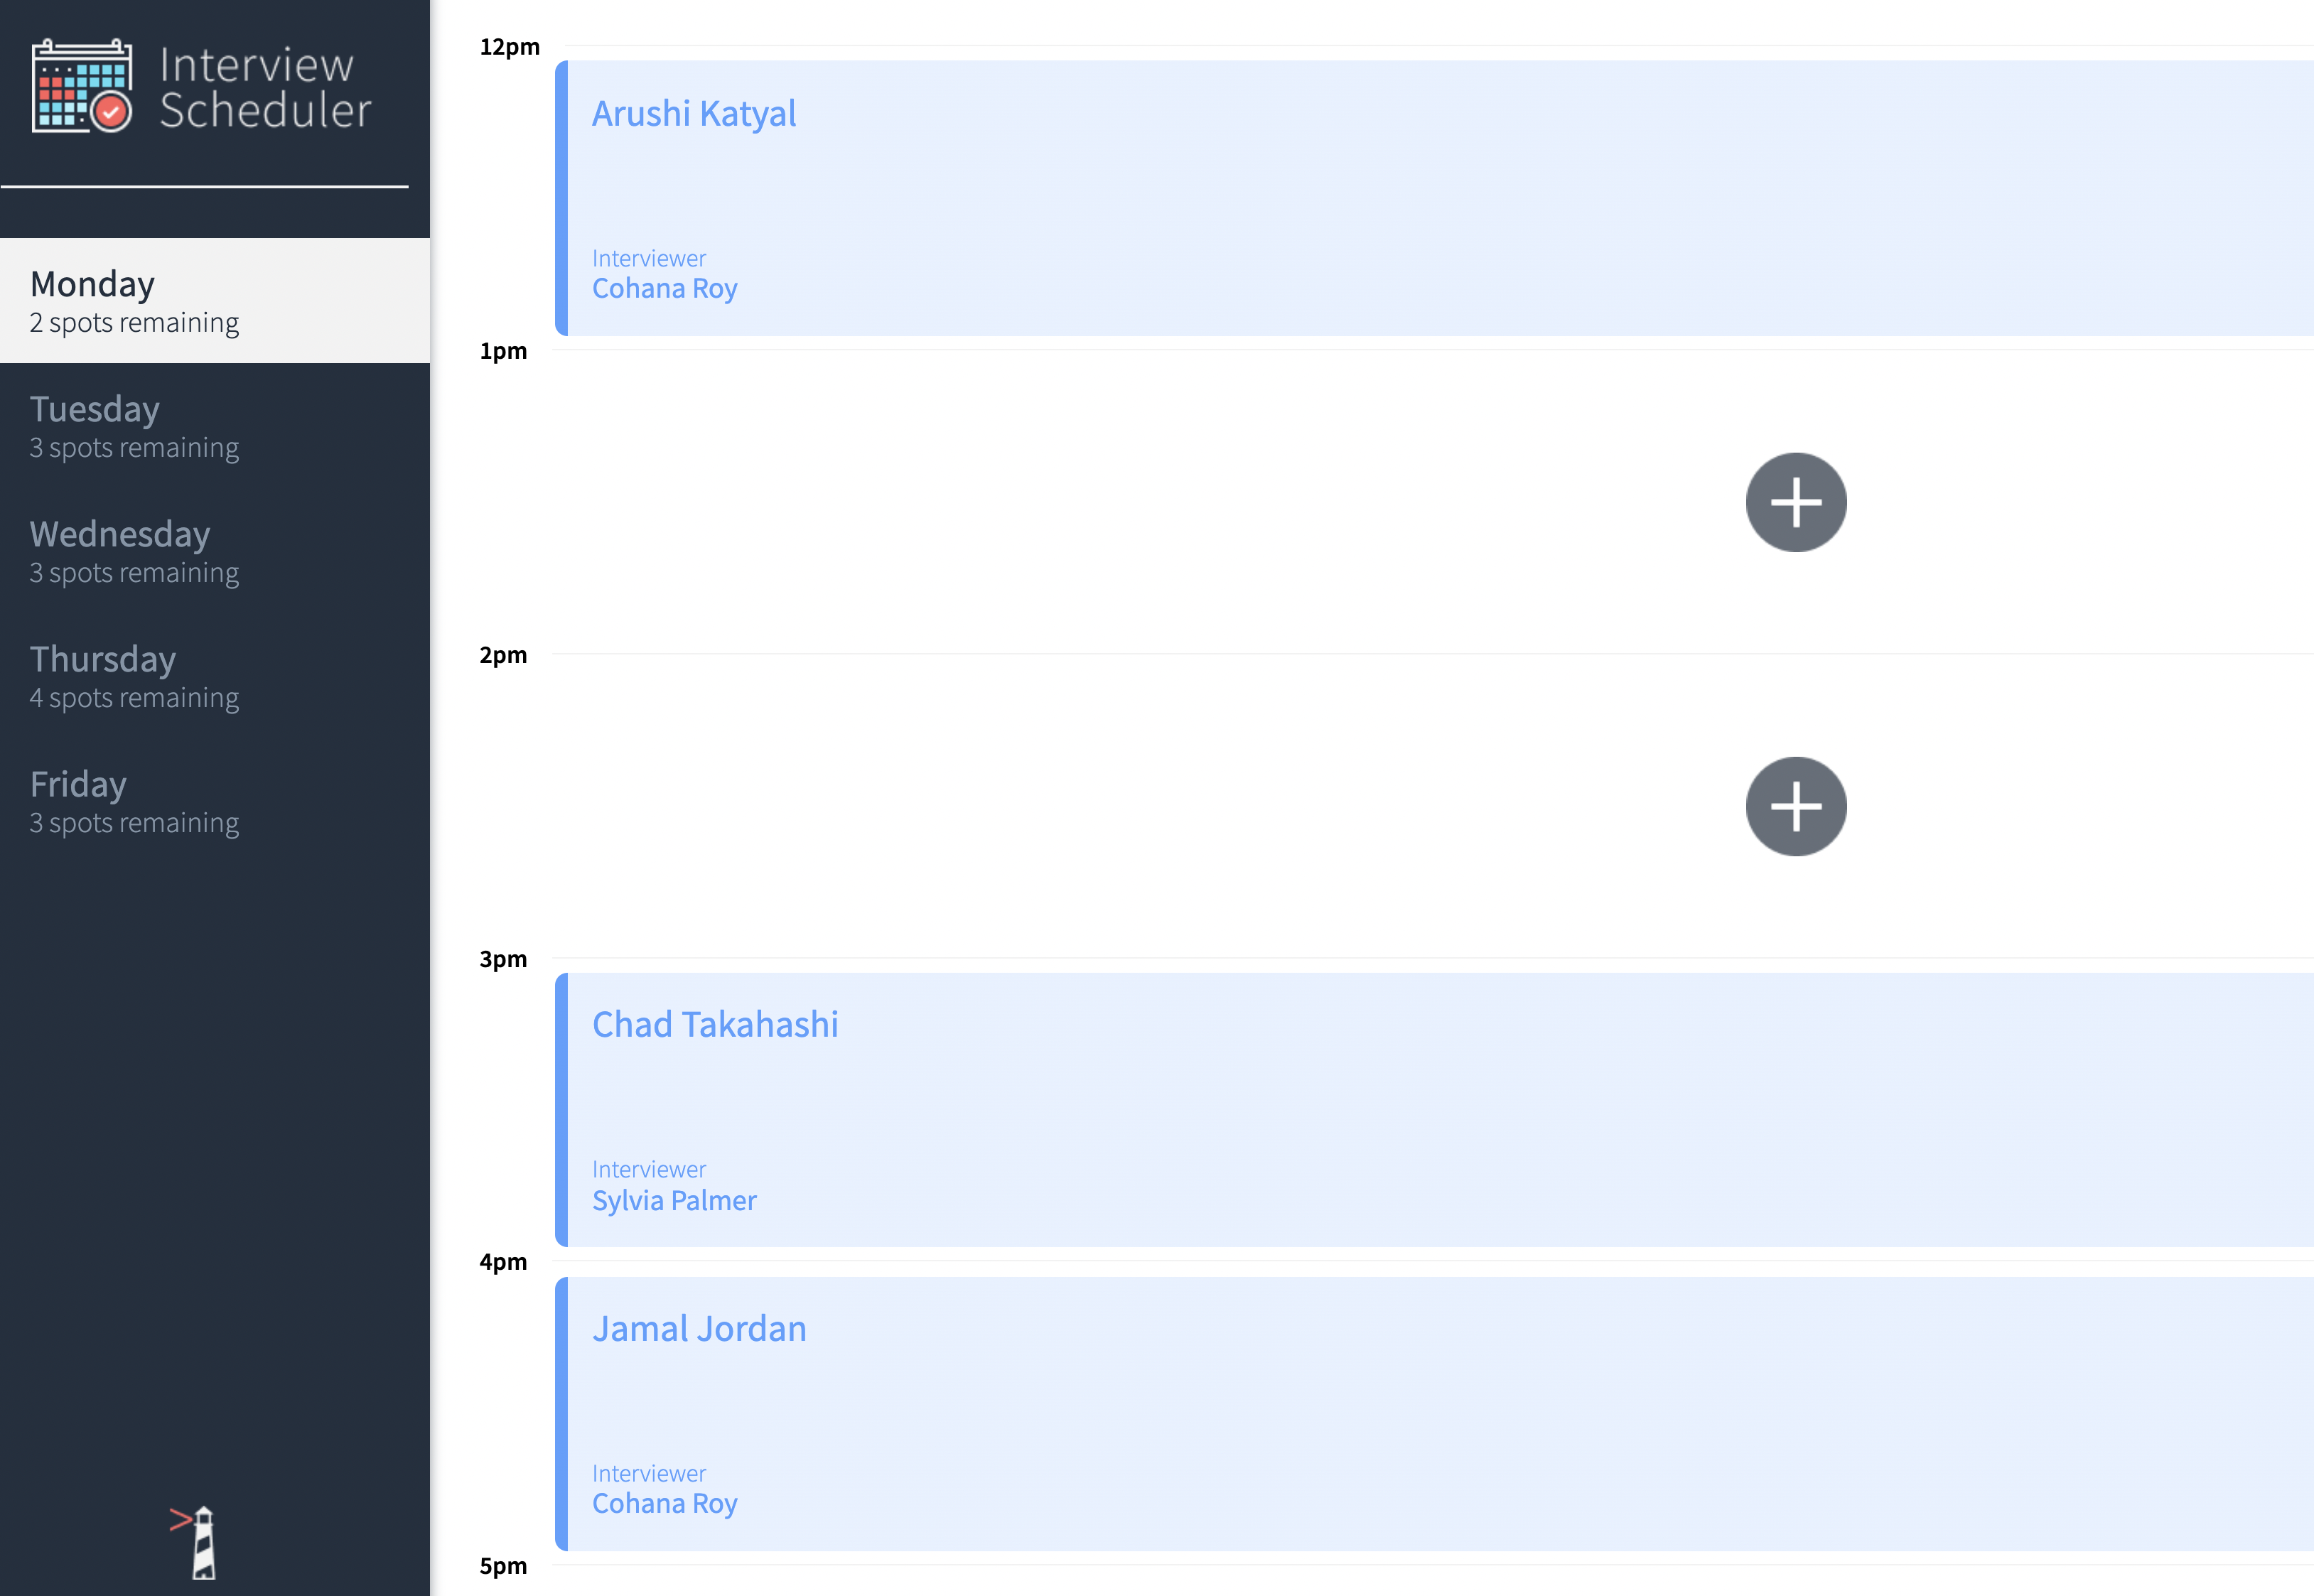 Interview
Scheduler
Monday
2 spots remaining
Tuesday
3 spots remaining
Wednesday
3 spots remaining
Thursday
4 spots remaining
Friday
3 spots remaining
12pm
Arushi Katyal
Interviewer
Cohana Roy
1pm
2pm
3pm
Chad Takahashi
Interviewer
Sylvia Palmer
4pm
Jamal Jordan
Interviewer
Cohana Roy
5pm